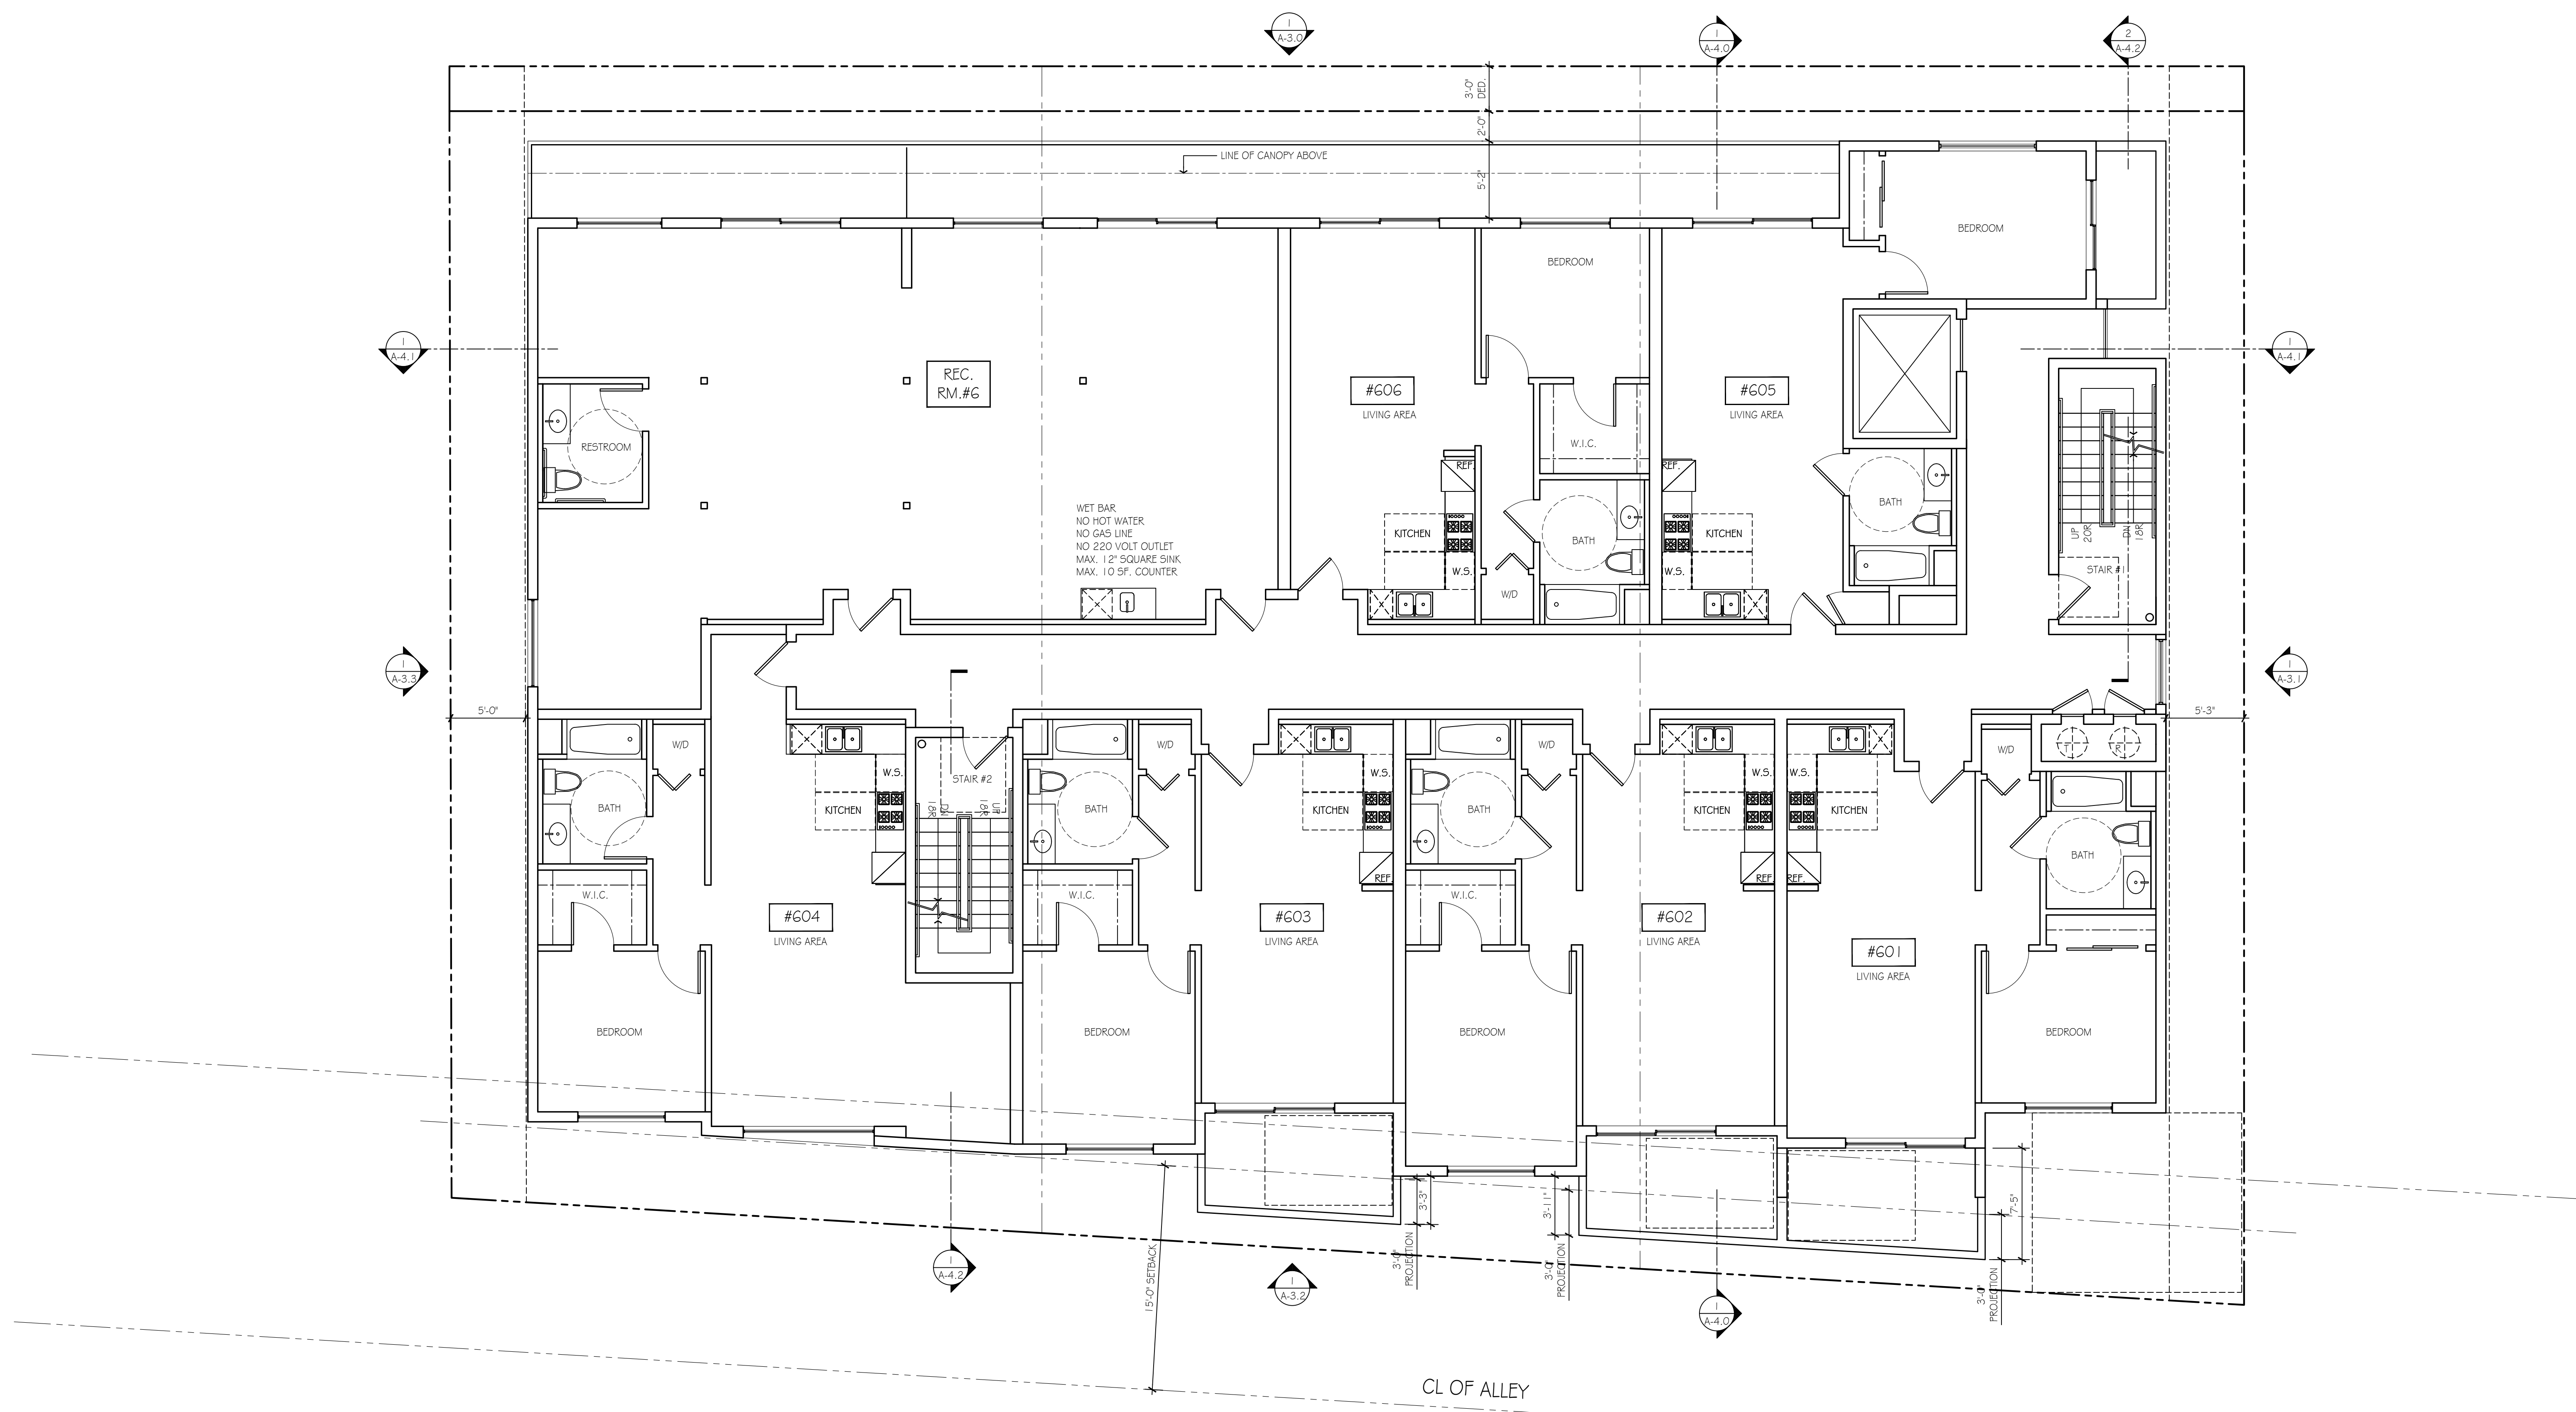 1
A-3.0
1
A-4.0
2
A-4.2
3'-0"
DED.
2'-0"
5'-2"
LINE OF CANOPY ABOVE
BEDROOM
BEDROOM
1
A-4.1
1
A-4.1
REC.
RM.#6
#606
LIVING AREA
#605
LIVING AREA
RESTROOM
W.I.C.
REF.
REF.
BATH
WET BAR
NO HOT WATER
NO GAS LINE
NO 220 VOLT OUTLET
MAX. 12" SQUARE SINK
MAX. 10 SF. COUNTER
KITCHEN
W.S.
BATH
W/D
KITCHEN
W.S.
UP
20R
DN
18R
STAIR #1
1
A-3.3
1
A-3.1
5'-0"
5'-3"
W/D
W.S.
STAIR #2
W/D
W.S.
W/D
W.S.
W.S.
W/D
T
R
BATH
KITCHEN
DN
18R
UP
18R
BATH
KITCHEN
BATH
KITCHEN
KITCHEN
BATH
REF.
REF.
REF.
W.I.C.
W.I.C.
W.I.C.
#604
LIVING AREA
#603
LIVING AREA
#602
LIVING AREA
#601
LIVING AREA
BEDROOM
BEDROOM
BEDROOM
BEDROOM
3'-3"
3'-11"
7'-5"
3'-0"
PROJECTION
3'-0"
PROJECTION
3'-0"
PROJECTION
15'-0" SETBACK
1
A-4.2
1
A-3.2
1
A-4.0
CL OF ALLEY